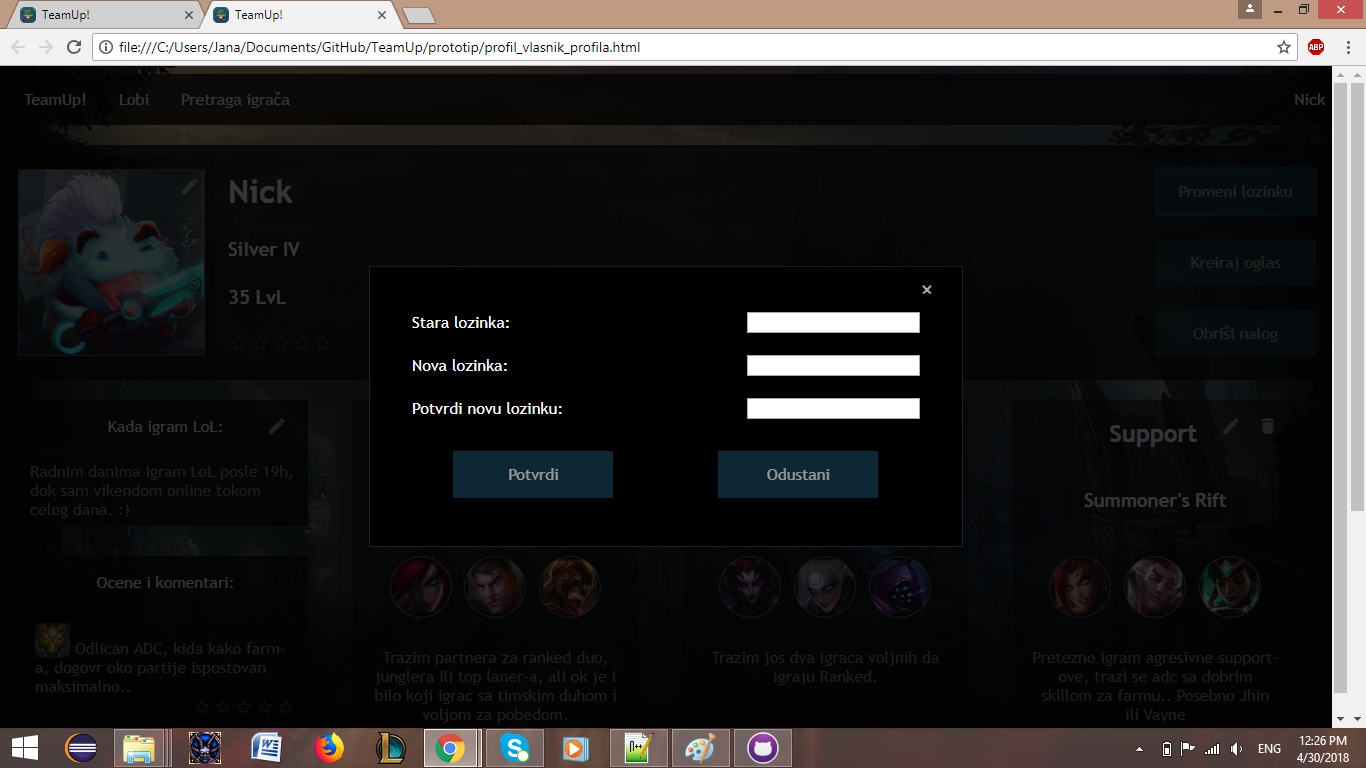 TeamUp!
TeamUp!
file:///C:/Users/Jana/Documents/GitHub/TeamUp/prototip/profil_vlasnik_profila.html
ABP
TeamUp! Lobi Pretraga igrača Nick
Nick
Silver IV
35 LvL
Promeni lozinku
Kreiraj oglas
Obriši nalog
×
Stara lozinka:
Nova lozinka:
Potvrdi novu lozinku:
Potvrdi Odustani
Kada igram LoL:
Radnim danima igram LoL posle 19h,
dok sam vikendom online tokom
celog dana. :)
Ocene i komentari:
Odlican ADC, kida kako farm-
a, dogovr oko partije ispostovan
maksimalno..
Trazim partnera za ranked duo,
junglera ili top laner-a, ali ok je i
bilo koji igrac sa timskim duhom i
voljom za pobedom.
Trazim jos dva igraca voljnih da
igraju Ranked.
Support
Summoner's Rift
Pretezno igram agresivne support-
ove, trazi se adc sa dobrim
skillom za farmu.. Posebno Jhin
ili Vayne
ENG
12:26 PM
4/30/2018